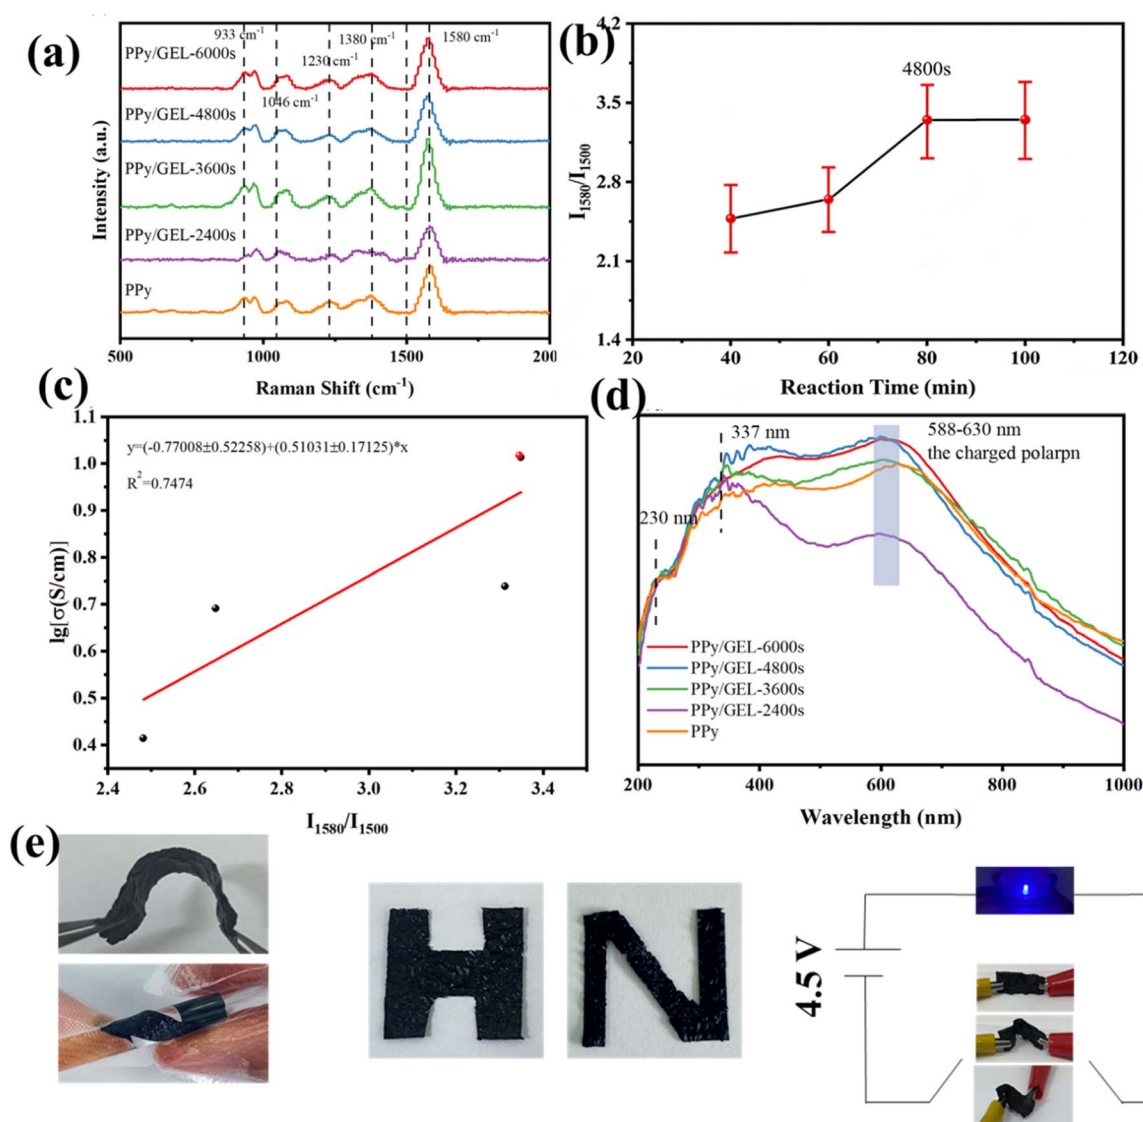 (a)
933 cm-1
1380 cm-1
1580 cm-1
1230 cm-1
1046 cm-1
PPy/GEL-6000s
PPy/GEL-4800s
PPy/GEL-3600s
PPy/GEL-2400s
PPy
Intensity (a.u.)
500
1000
1500
200
Raman Shift (cm-1)
(b)
4.2
3.5
2.8
2.1
1.4
4800s
I1580/I1500
20
40
60
80
100
120
Reaction Time (min)
(c)
1.1
1.0
0.9
0.8
0.7
0.6
0.5
0.4
y=(-0.77008±0.52258)+(0.51031±0.17125)*x
R2=0.7474
lg[σ(S/cm)]
2.4
2.6
2.8
3.0
3.2
3.4
I1580/I1500
(d)
337 nm
588-630 nm
the charged polarpn
230 nm
PPy/GEL-6000s
PPy/GEL-4800s
PPy/GEL-3600s
PPy/GEL-2400s
PPy
200
400
600
800
1000
Wavelength (nm)
(e)
H
N
4.5 V